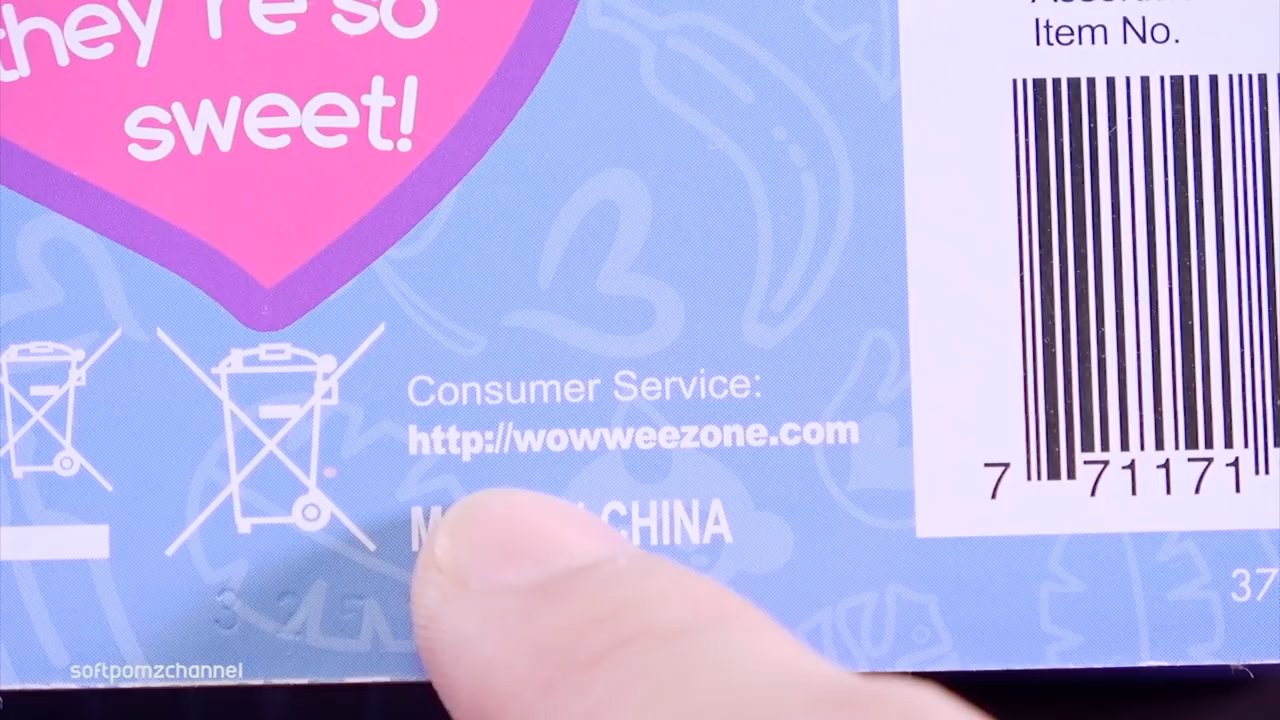 they're so
sweet!
Item No.
Consumer Service:
http://wowweezone.com
CHINA
7 71171
37
softpomzchannel